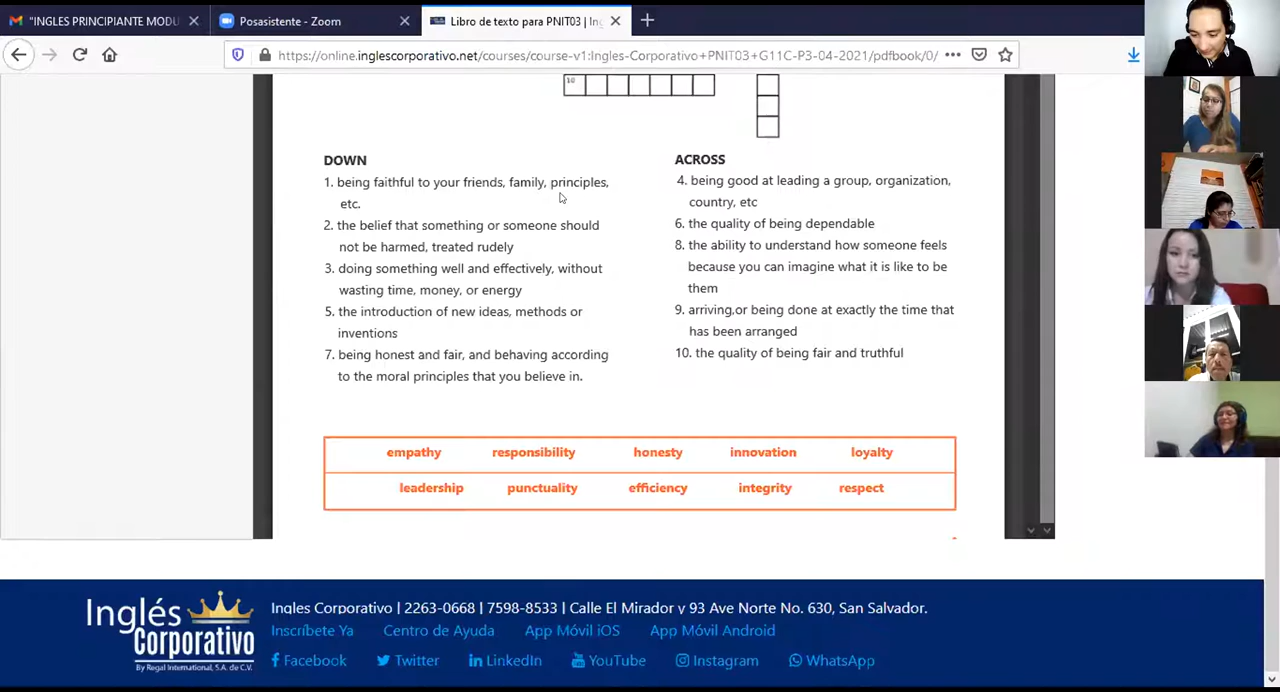 "INGLES PRINCIPIANTE MODU
Posasistente - Zoom
Libro de texto para PNIT03 | In
https://online.inglescorporativo.net/courses/course-v1:Ingles-Corporativo+PNIT03+G11C-P3-04-2021/pdfbook/0/
10
DOWN
1. being faithful to your friends, family, principles,
etc.
2. the belief that something or someone should
not be harmed, treated rudely
3. doing something well and effectively, without
wasting time, money, or energy
5. the introduction of new ideas, methods or
inventions
7. being honest and fair, and behaving according
to the moral principles that you believe in.
ACROSS
4. being good at leading a group, organization,
country, etc
6. the quality of being dependable
8. the ability to understand how someone feels
because you can imagine what it is like to be
them
9. arriving,or being done at exactly the time that
has been arranged
10. the quality of being fair and truthful
empathy responsibility honesty innovation loyalty
leadership punctuality efficiency integrity respect
Inglés
Corporativo
By Regal International, S.A. de C.V.
Ingles Corporativo | 2263-0668 | 7598-8533 | Calle El Mirador y 93 Ave Norte No. 630, San Salvador.
Inscríbete Ya Centro de Ayuda App Móvil iOS App Móvil Android
Facebook Twitter LinkedIn YouTube Instagram WhatsApp